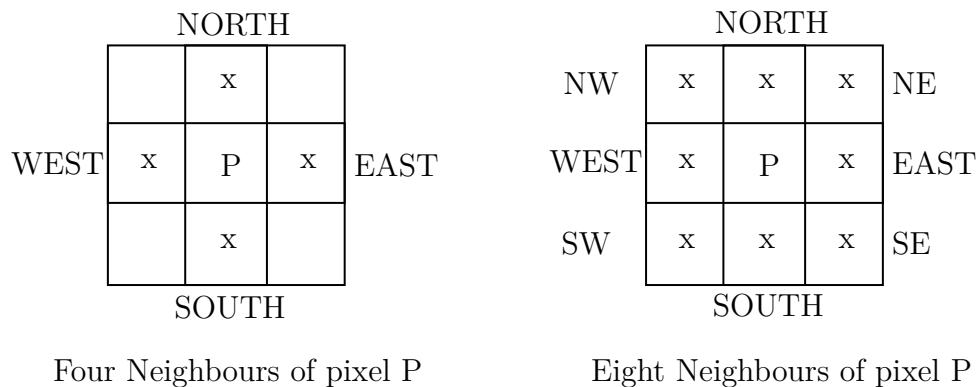 NORTH
x
WEST x P x EAST
x
SOUTH
Four Neighbours of pixel P
NORTH
NW x x x NE
WEST x P x EAST
SW x x x SE
SOUTH
Eight Neighbours of pixel P